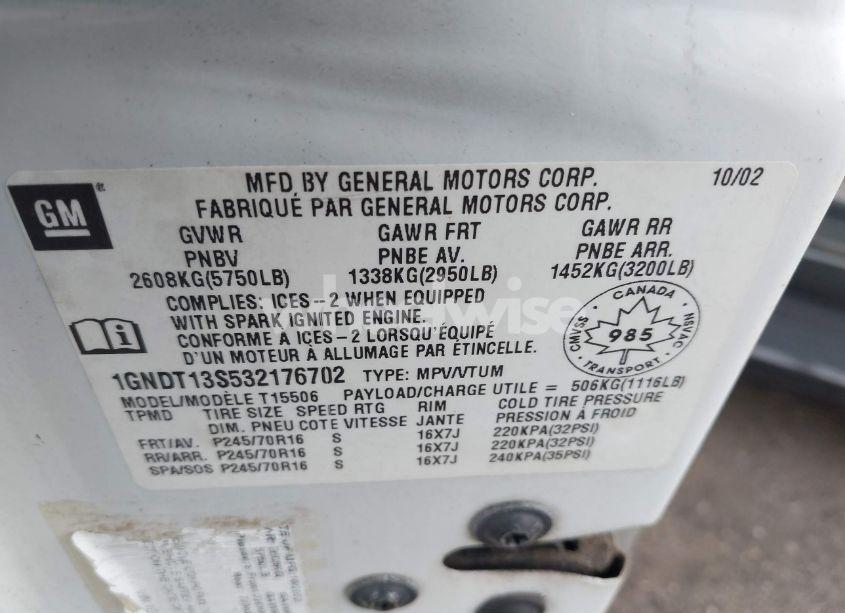 GM
MFD BY GENERAL MOTORS CORP. 10/02
FABRIQUÉ PAR GENERAL MOTORS CORP.
GVWR GAWR FRT GAWR RR
PNBV PNBE AV. PNBE ARR.
2608KG(5750LB) 1338KG(2950LB) 1452KG(3200LB)
COMPLIES: ICES-2 WHEN EQUIPPED
WITH SPARK IGNITED ENGINE.
CONFORME A ICES-2 LORSQU'ÉQUIPÉ
D'UN MOTEUR À ALLUMAGE PAR ÉTINCELLE.
CANADA
CMVSS 985 NSVAC
TRANSPORT
1GNDT13S532176702 TYPE: MPV/VTUM
MODEL/MODÈLE T15506 PAYLOAD/CHARGE UTILE = 506KG(1116LB)
TPMD TIRE SIZE SPEED RTG RIM COLD TIRE PRESSURE
DIM. PNEU COTE VITESSE JANTE PRESSION À FROID
FRT/AV. P245/70R16 S 16X7J 220KPA(32PSI)
RR/ARR. P245/70R16 S 16X7J 220KPA(32PSI)
SPA/SOS P245/70R16 S 16X7J 240KPA(35PSI)